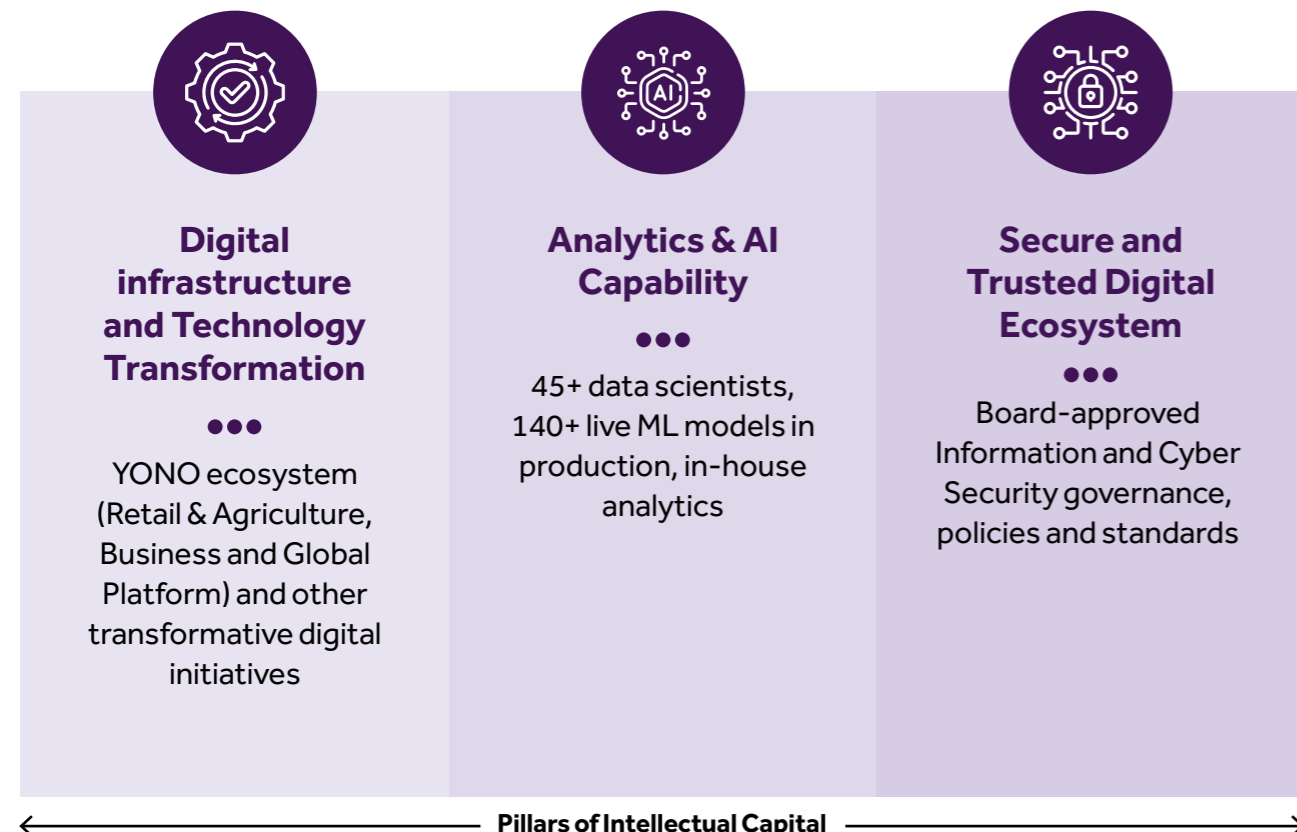 AI
Digital
infrastructure
and Technology
Transformation
YONO ecosystem
(Retail & Agriculture,
Business and Global
Platform) and other
transformative digital
initiatives
Analytics & AI
Capability
45+ data scientists,
140+ live ML models in
production, in-house
analytics
Secure and
Trusted Digital
Ecosystem
Board-approved
Information and Cyber
Security governance,
policies and standards
Pillars of Intellectual Capital